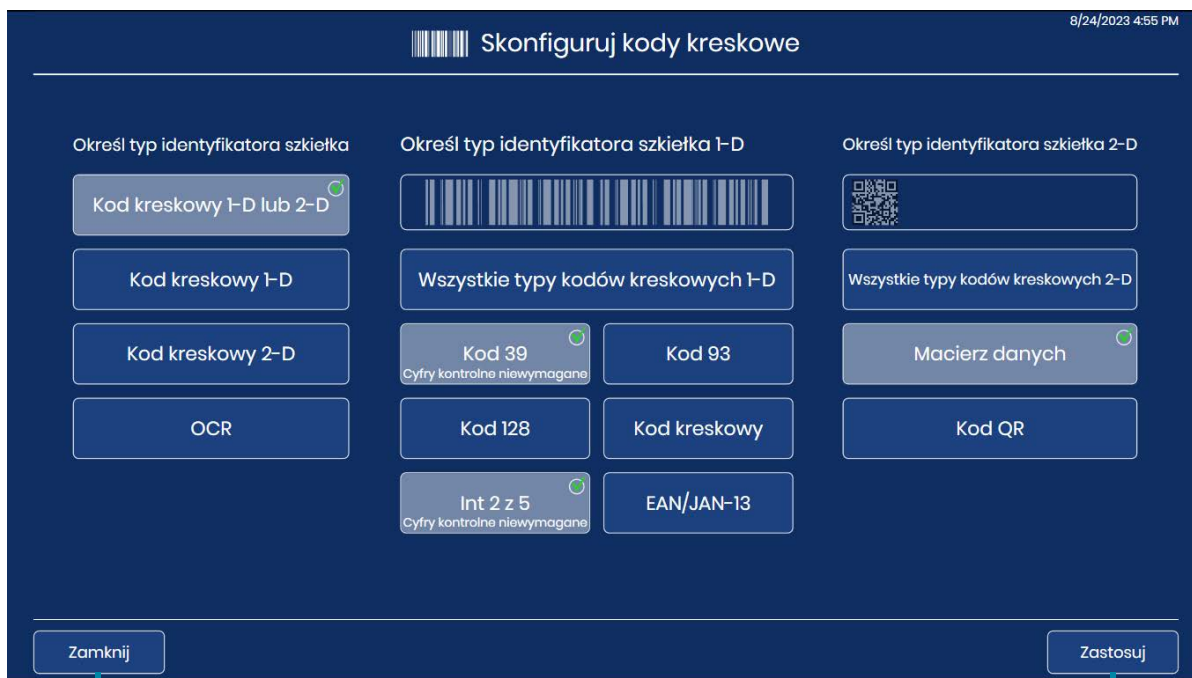 8/24/2023 4:55 PM
Skonfiguruj kody kreskowe
Określ typ identyfikatora szkiełka
Kod kreskowy 1-D lub 2-D
Kod kreskowy 1-D
Kod kreskowy 2-D
OCR
Określ typ identyfikatora szkiełka 1-D
Wszystkie typy kodów kreskowych 1-D
Kod 39
Cyfry kontrolne niewymagane
Kod 93
Kod 128
Kod kreskowy
Int 2 z 5
Cyfry kontrolne niewymagane
EAN/JAN-13
Określ typ identyfikatora szkiełka 2-D
Wszystkie typy kodów kreskowych 2-D
Macierz danych
Kod QR
Zamknij
Zastosuj